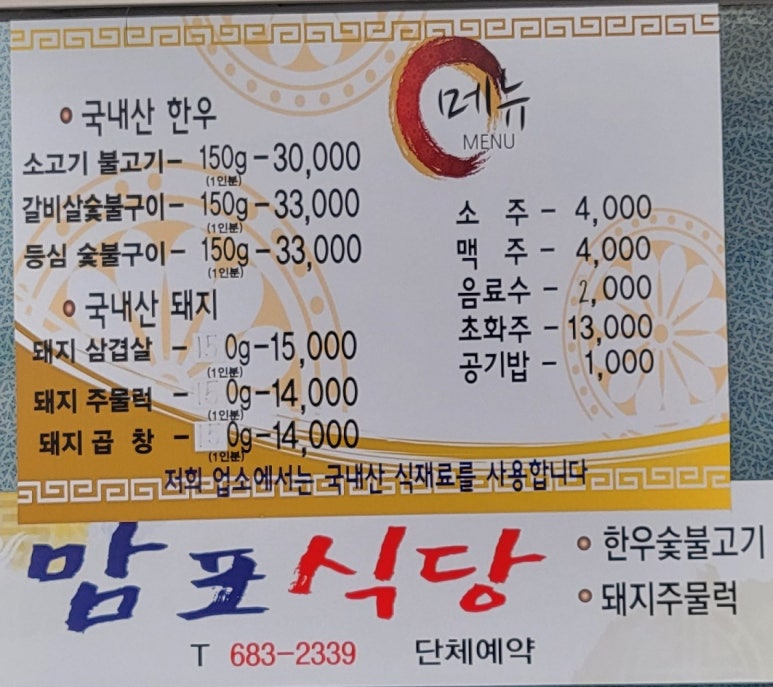 메뉴
MENU
국내산 한우
소고기 불고기- 150g-30,000
(1인분)
갈비살숯불구이- 150g-33,000
(1인분)
등심 숯불구이- 150g-33,000
(1인분)
국내산 돼지
돼지 삼겹살 -150g-15,000
(1인분)
돼지 주물럭 -150g-14,000
(1인분)
돼지 곱 창 -150g-14,000
(1인분)
소 주 - 4,000
맥 주 - 4,000
음료수 - 2,000
초화주-13,000
공기밥 - 1,000
저희 업소에서는 국내산 식재료를 사용합니다
맘포식당
한우숯불고기
돼지주물럭
T 683-2339 단체예약